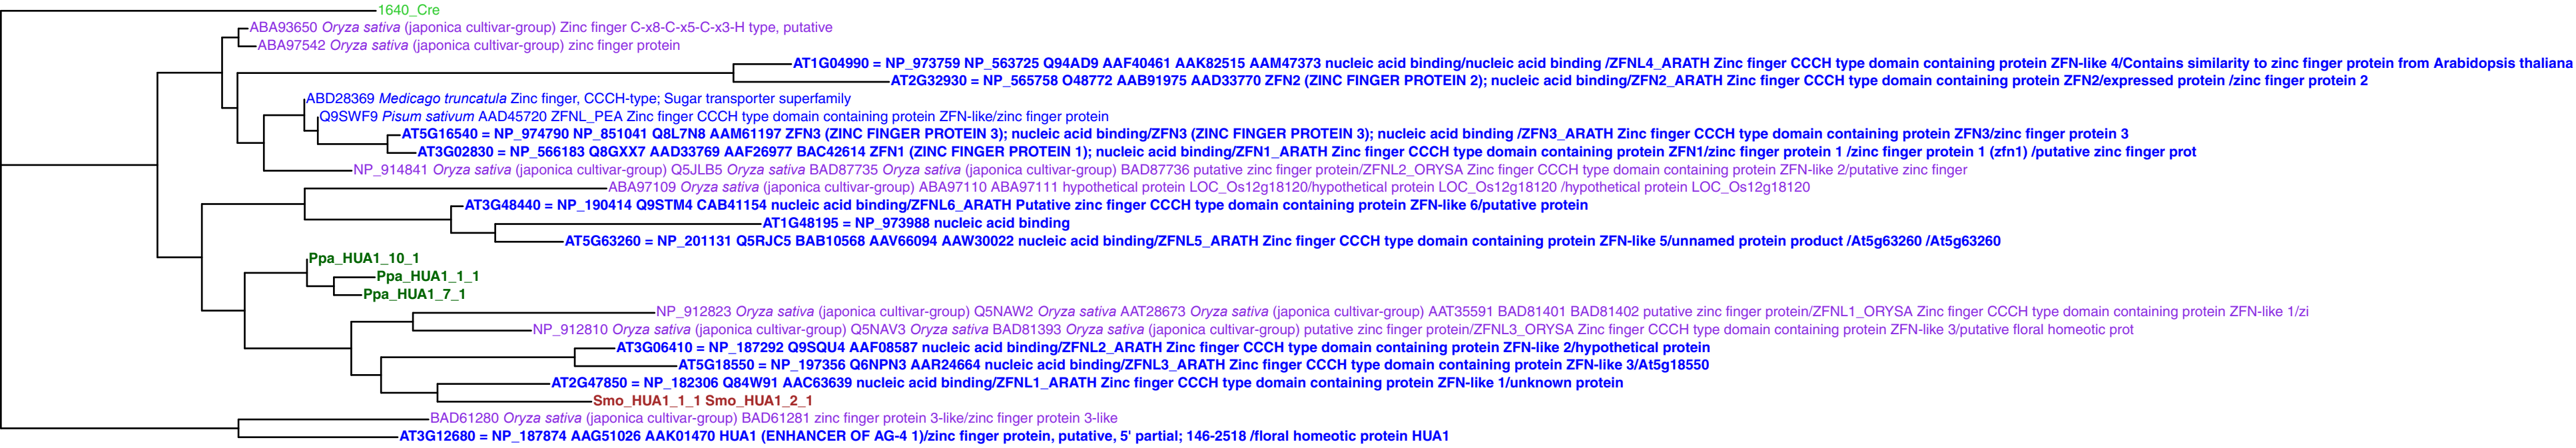 1640_Cre
ABA93650 Oryza sativa (japonica cultivar-group) Zinc finger C-x8-C-x5-C-x3-H type, putative
ABA97542 Oryza sativa (japonica cultivar-group) zinc finger protein
AT1G04990 = NP_973759 NP_563725 Q94AD9 AAF40461 AAK82515 AAM47373 nucleic acid binding/nucleic acid binding /ZFNL4_ARATH Zinc finger CCCH type domain containing protein ZFN-like 4/Contains similarity to zinc finger protein from Arabidopsis thaliana
AT2G32930 = NP_565758 O48772 AAB91975 AAD33770 ZFN2 (ZINC FINGER PROTEIN 2); nucleic acid binding/ZFN2_ARATH Zinc finger CCCH type domain containing protein ZFN2/expressed protein /zinc finger protein 2
ABD28369 Medicago truncatula Zinc finger, CCCH-type; Sugar transporter superfamily
Q9SWF9 Pisum sativum AAD45720 ZFNL_PEA Zinc finger CCCH type domain containing protein ZFN-like/zinc finger protein
AT5G16540 = NP_974790 NP_851041 Q8L7N8 AAM61197 ZFN3 (ZINC FINGER PROTEIN 3); nucleic acid binding/ZFN3 (ZINC FINGER PROTEIN 3); nucleic acid binding /ZFN3_ARATH Zinc finger CCCH type domain containing protein ZFN3/zinc finger protein 3
AT3G02830 = NP_566183 Q8GXX7 AAD33769 AAF26977 BAC42614 ZFN1 (ZINC FINGER PROTEIN 1); nucleic acid binding/ZFN1_ARATH Zinc finger CCCH type domain containing protein ZFN1/zinc finger protein 1 /zinc finger protein 1 (zfn1) /putative zinc finger prot
NP_914841 Oryza sativa (japonica cultivar-group) Q5JLB5 Oryza sativa BAD87735 Oryza sativa (japonica cultivar-group) BAD87736 putative zinc finger protein/ZFNL2_ORYSA Zinc finger CCCH type domain containing protein ZFN-like 2/putative zinc finger
ABA97109 Oryza sativa (japonica cultivar-group) ABA97110 ABA97111 hypothetical protein LOC_Os12g18120/hypothetical protein LOC_Os12g18120 /hypothetical protein LOC_Os12g18120
AT3G48440 = NP_190414 Q9STM4 CAB41154 nucleic acid binding/ZFNL6_ARATH Putative zinc finger CCCH type domain containing protein ZFN-like 6/putative protein
AT1G48195 = NP_973988 nucleic acid binding
AT5G63260 = NP_201131 Q5RJC5 BAB10568 AAV66094 AAW30022 nucleic acid binding/ZFNL5_ARATH Zinc finger CCCH type domain containing protein ZFN-like 5/unnamed protein product /At5g63260 /At5g63260
Ppa_HUA1_10_1
Ppa_HUA1_1_1
Ppa_HUA1_7_1
NP_912823 Oryza sativa (japonica cultivar-group) Q5NAW2 Oryza sativa AAT28673 Oryza sativa (japonica cultivar-group) AAT35591 BAD81401 BAD81402 putative zinc finger protein/ZFNL1_ORYSA Zinc finger CCCH type domain containing protein ZFN-like 1/zi
NP_912810 Oryza sativa (japonica cultivar-group) Q5NAV3 Oryza sativa BAD81393 Oryza sativa (japonica cultivar-group) putative zinc finger protein/ZFNL3_ORYSA Zinc finger CCCH type domain containing protein ZFN-like 3/putative floral homeotic prot
AT3G06410 = NP_187292 Q9SQU4 AAF08587 nucleic acid binding/ZFNL2_ARATH Zinc finger CCCH type domain containing protein ZFN-like 2/hypothetical protein
AT5G18550 = NP_197356 Q6NPN3 AAR24664 nucleic acid binding/ZFNL3_ARATH Zinc finger CCCH type domain containing protein ZFN-like 3/At5g18550
AT2G47850 = NP_182306 Q84W91 AAC63639 nucleic acid binding/ZFNL1_ARATH Zinc finger CCCH type domain containing protein ZFN-like 1/unknown protein
Smo_HUA1_1_1 Smo_HUA1_2_1
BAD61280 Oryza sativa (japonica cultivar-group) BAD61281 zinc finger protein 3-like/zinc finger protein 3-like
AT3G12680 = NP_187874 AAG51026 AAK01470 HUA1 (ENHANCER OF AG-4 1)/zinc finger protein, putative, 5' partial; 146-2518 /floral homeotic protein HUA1